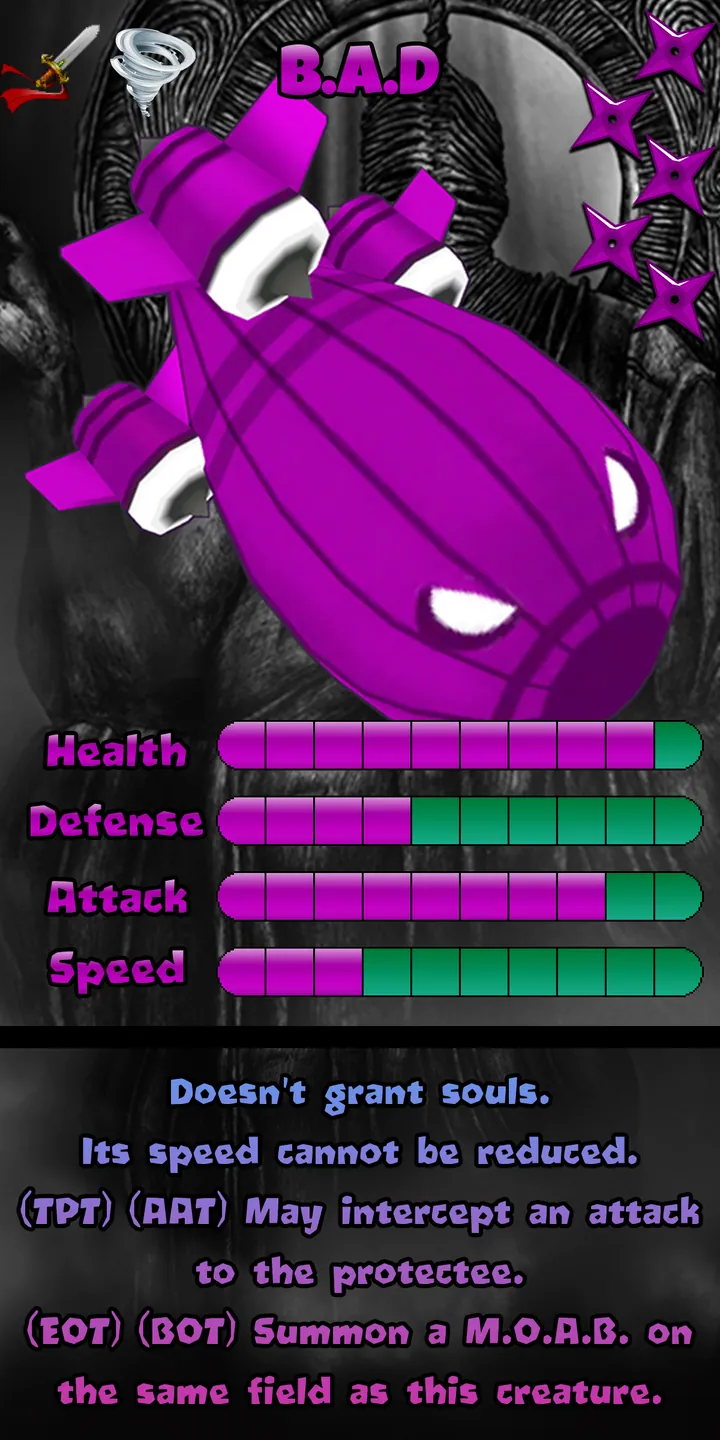 B.A.D
Health
Defense
Attack
Speed
Doesn't grant souls.
Its speed cannot be reduced.
(TPT) (AAT) May intercept an attack
to the protectee.
(EOT) (BOT) Summon a M.O.A.B. on
the same field as this creature.